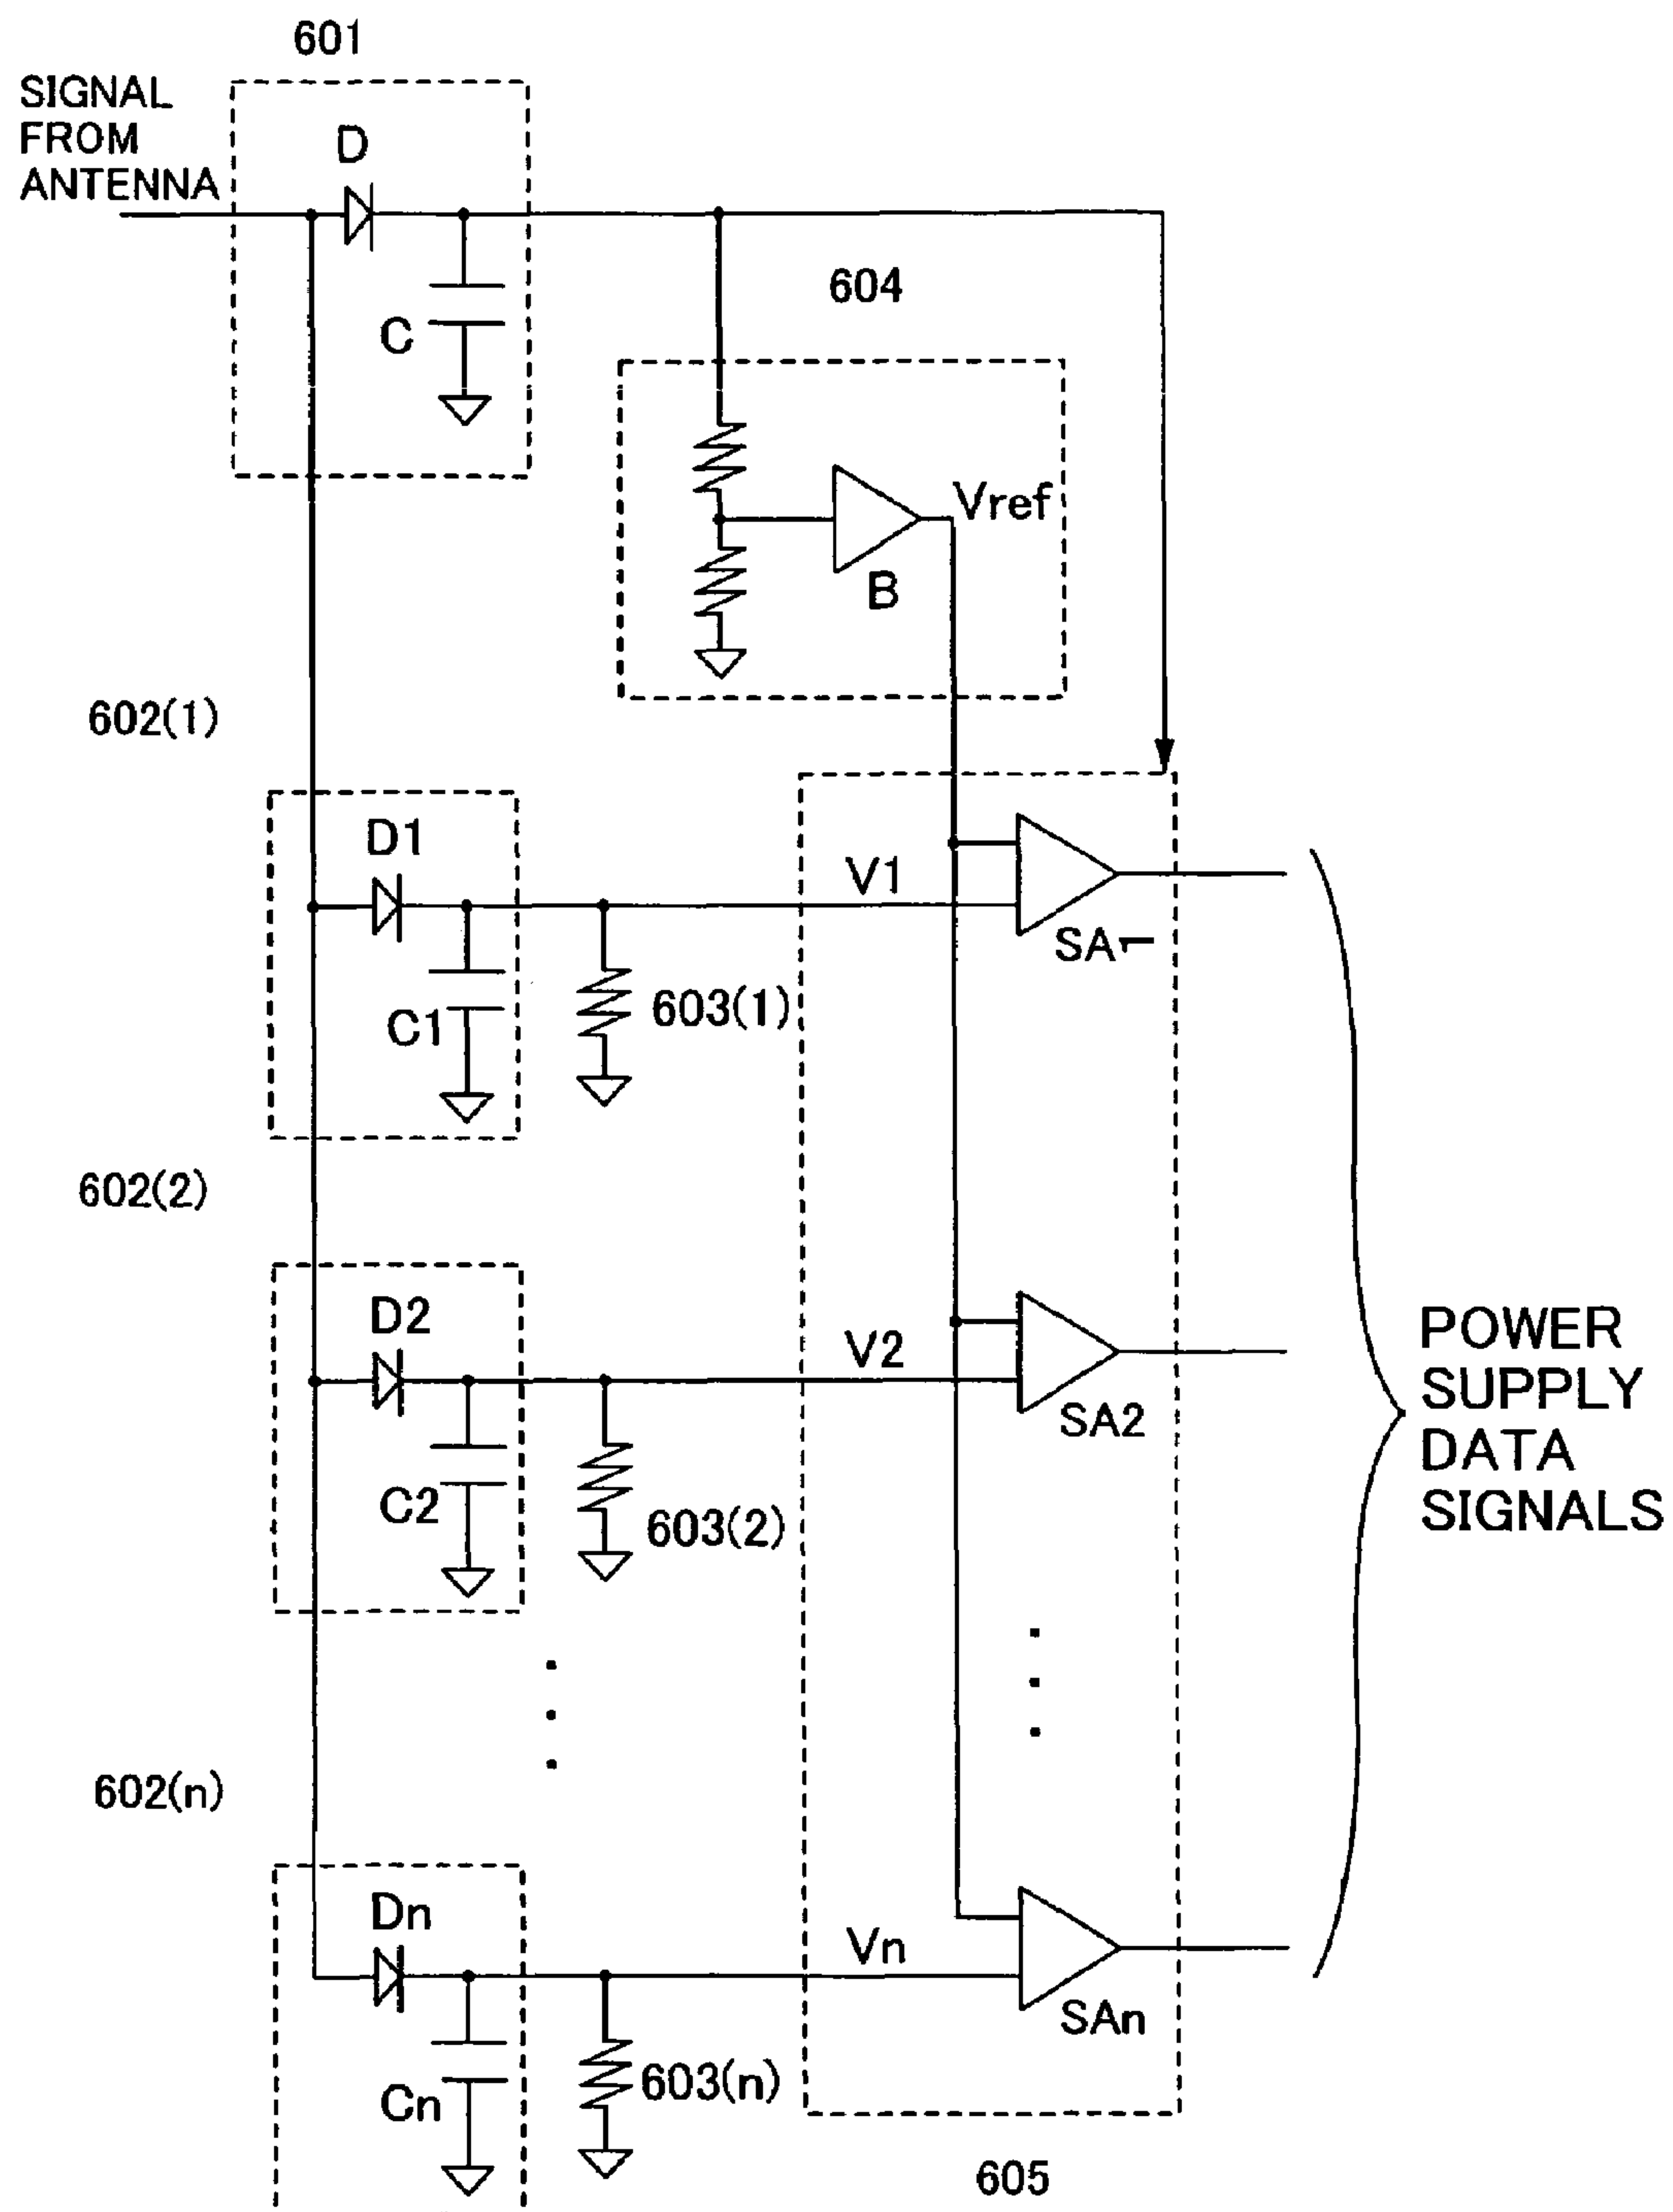 601
SIGNAL
FROM
ANTENNA
D
C
604
Vref
B
602(1)
D1
V1
SA1
C1
603(1)
602(2)
D2
V2
SA2
C2
603(2)
POWER
SUPPLY
DATA
SIGNALS
602(n)
Dn
Vn
SAn
Cn
603(n)
605